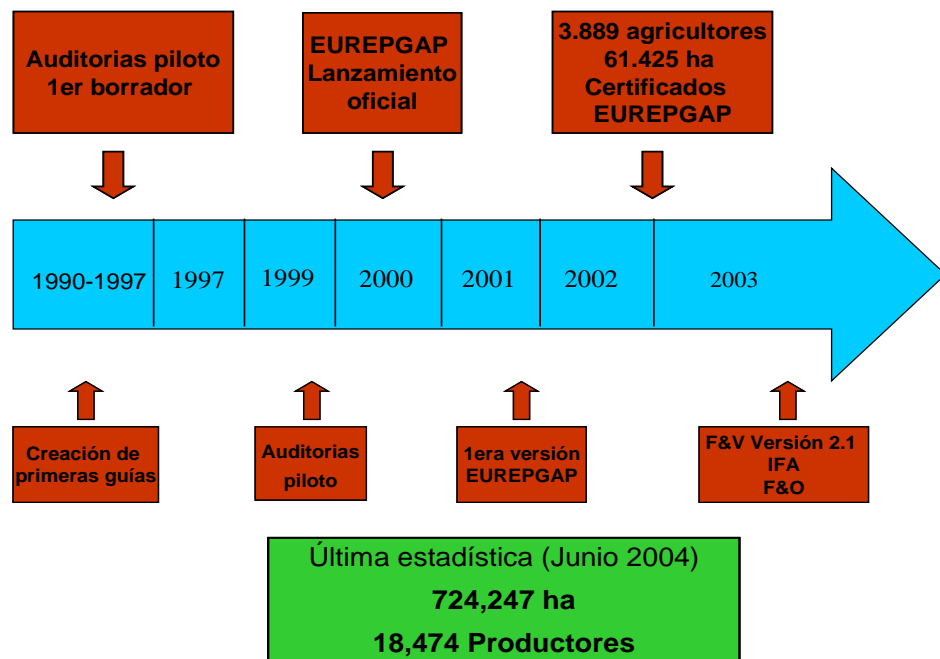 Auditorias piloto
1er borrador
EUREPGAP
Lanzamiento
oficial
3.889 agricultores
61.425 ha
Certificados
EUREPGAP
1990-1997
1997
1999
2000
2001
2002
2003
Creación de
primeras guías
Auditorias
piloto
1era versión
EUREPGAP
F&V Versión 2.1
IFA
F&O
Última estadística (Junio 2004)
724,247 ha
18,474 Productores